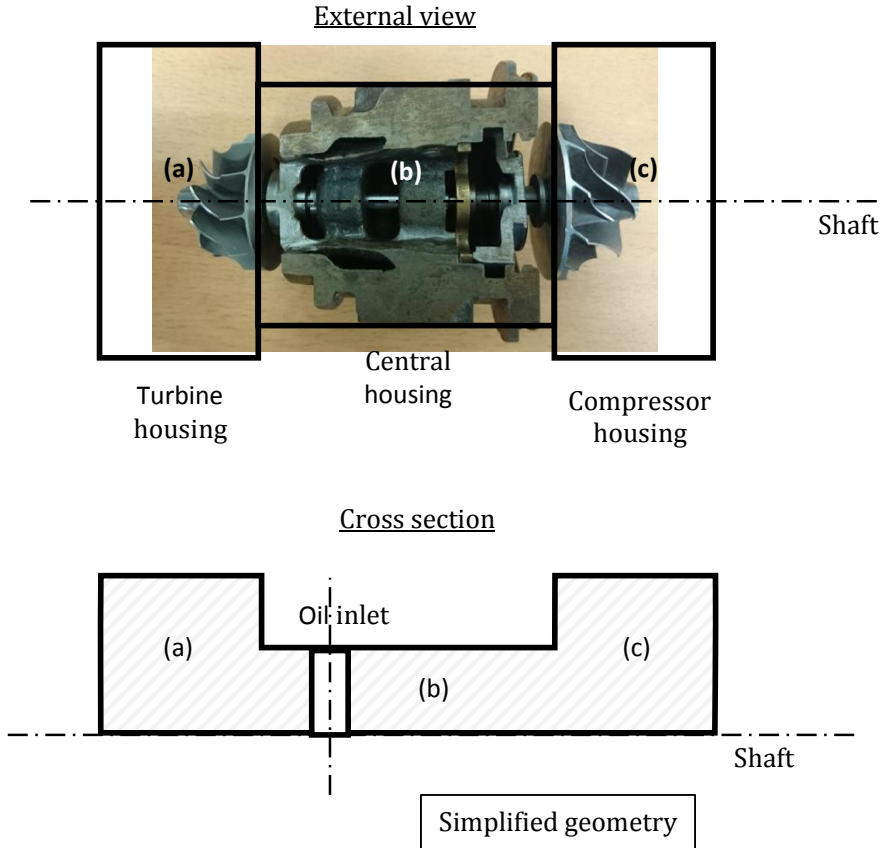 External view
(a)
(b)
(c)
Shaft
Central
housing
Turbine
housing
Compressor
housing
Cross section
Oil inlet
(a)
(c)
(b)
Shaft
Simplified geometry